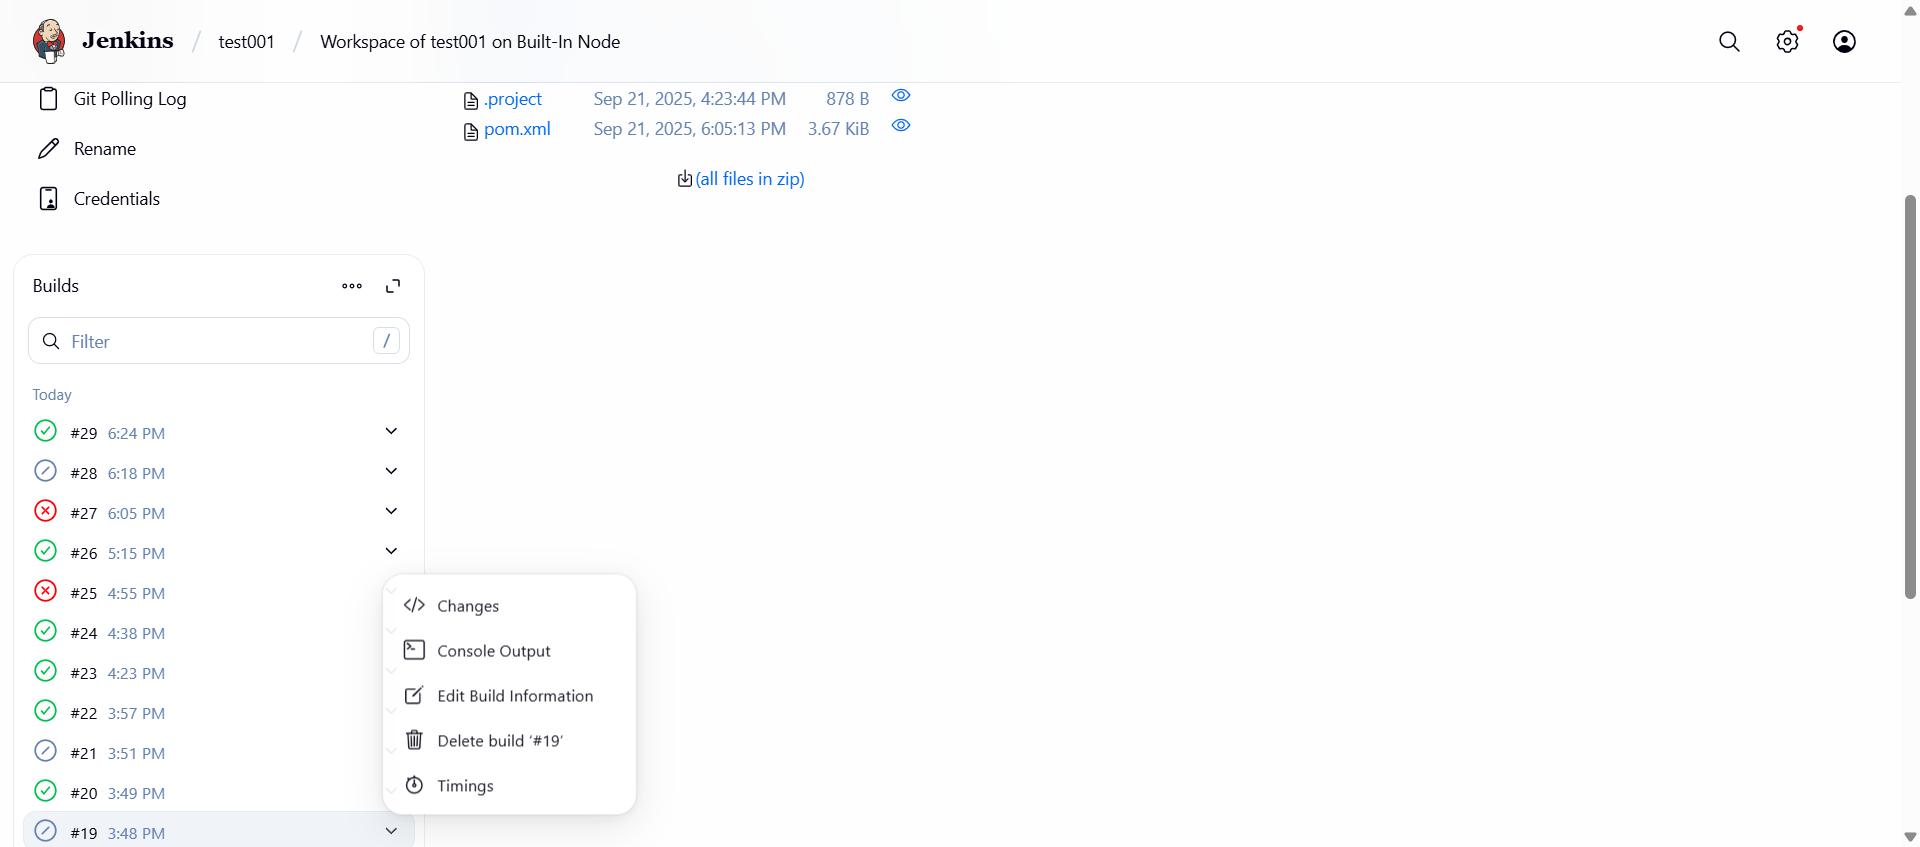 Jenkins / test001 / Workspace of test001 on Built-In Node
Git Polling Log
Rename
Credentials
.project Sep 21, 2025, 4:23:44 PM 878 B
pom.xml Sep 21, 2025, 6:05:13 PM 3.67 KiB
(all files in zip)
Builds
Filter /
Today
#29 6:24 PM
#28 6:18 PM
#27 6:05 PM
#26 5:15 PM
#25 4:55 PM
#24 4:38 PM
#23 4:23 PM
#22 3:57 PM
#21 3:51 PM
#20 3:49 PM
#19 3:48 PM
Changes
Console Output
Edit Build Information
Delete build ‘#19’
Timings